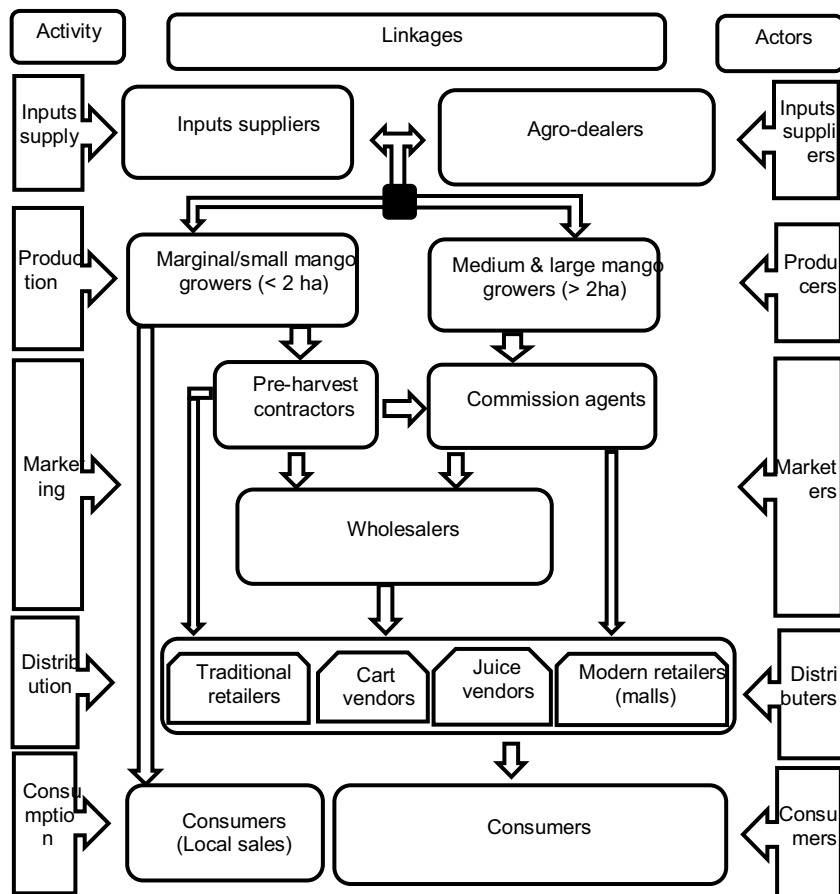 Activity
Linkages
Actors
Inputs
supply
Inputs suppliers
Agro-dealers
Inputs
suppli
ers
Produc
tion
Marginal/small mango
growers (< 2 ha)
Medium & large mango
growers (> 2ha)
Produ
cers
Market
ing
Pre-harvest
contractors
Commission agents
Market
ers
Wholesalers
Distrib
ution
Traditional
retailers
Cart
vendors
Juice
vendors
Modern retailers
(malls)
Distri
buters
Consu
mptio
n
Consumers
(Local sales)
Consumers
Consu
mers